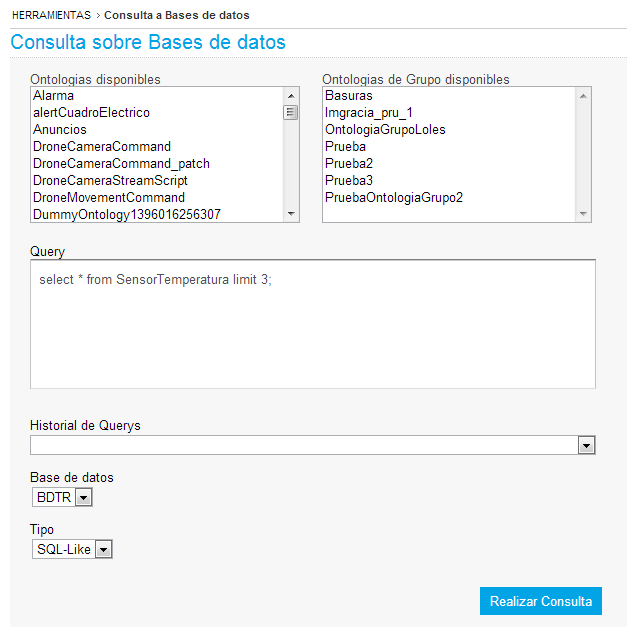 HERRAMIENTAS > Consulta a Bases de datos
Consulta sobre Bases de datos
Ontologias disponibles
Alarma
alertCuadroElectrico
Anuncios
DroneCameraCommand
DroneCameraCommand_patch
DroneCameraStreamScript
DroneMovementCommand
DummyOntology1396016256307
Ontologias de Grupo disponibles
Basuras
lmgracia_pru_1
OntologiaGrupoLoles
Prueba
Prueba2
Prueba3
PruebaOntologiaGrupo2
Query
select * from SensorTemperatura limit 3;
Historial de Querys
Base de datos
BDTR
Tipo
SQL-Like
Realizar Consulta